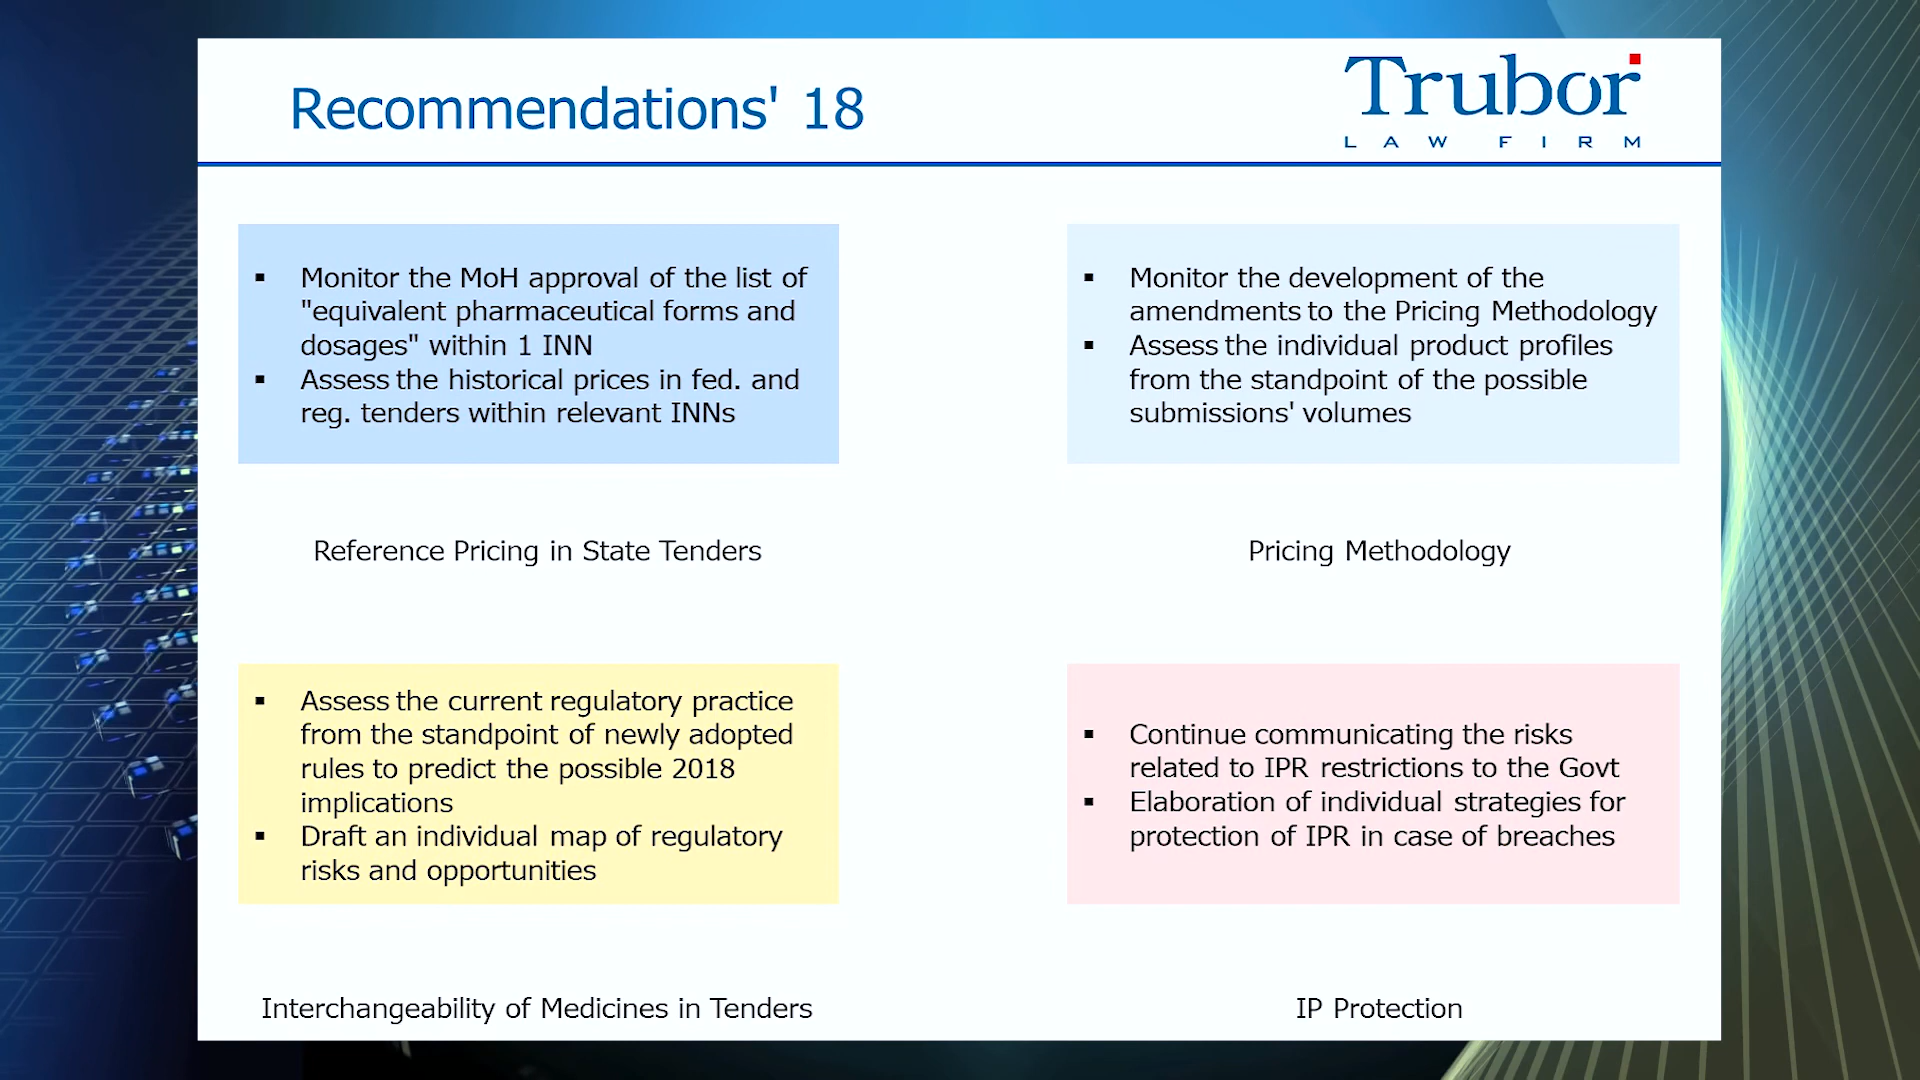 Recommendations' 18
Trubor
LAW FIRM
▪ Monitor the MoH approval of the list of
"equivalent pharmaceutical forms and
dosages" within 1 INN
▪ Assess the historical prices in fed. and
reg. tenders within relevant INNs
Reference Pricing in State Tenders
▪ Monitor the development of the
amendments to the Pricing Methodology
▪ Assess the individual product profiles
from the standpoint of the possible
submissions' volumes
Pricing Methodology
▪ Assess the current regulatory practice
from the standpoint of newly adopted
rules to predict the possible 2018
implications
▪ Draft an individual map of regulatory
risks and opportunities
Interchangeability of Medicines in Tenders
▪ Continue communicating the risks
related to IPR restrictions to the Govt
▪ Elaboration of individual strategies for
protection of IPR in case of breaches
IP Protection